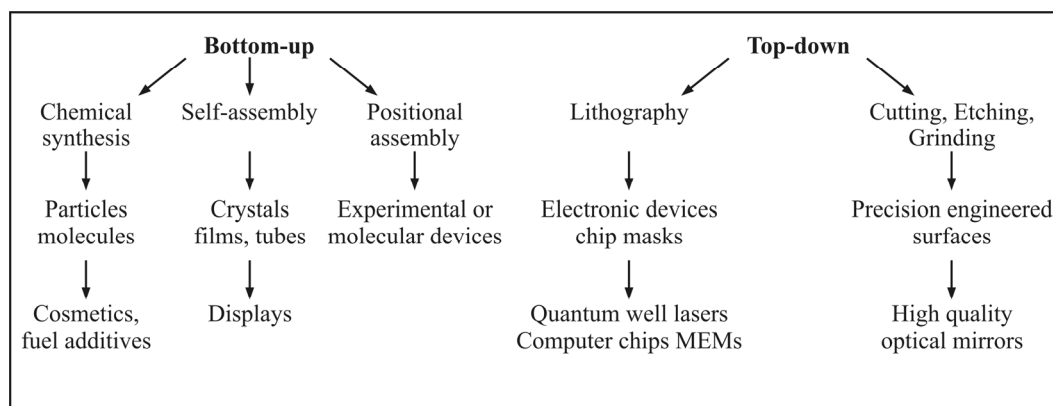 Bottom-up
Top-down
Chemical
synthesis
Self-assembly
Positional
assembly
Lithography
Cutting, Etching,
Grinding
Particles
molecules
Crystals
films, tubes
Experimental or
molecular devices
Electronic devices
chip masks
Precision engineered
surfaces
Cosmetics,
fuel additives
Displays
Quantum well lasers
Computer chips MEMs
High quality
optical mirrors